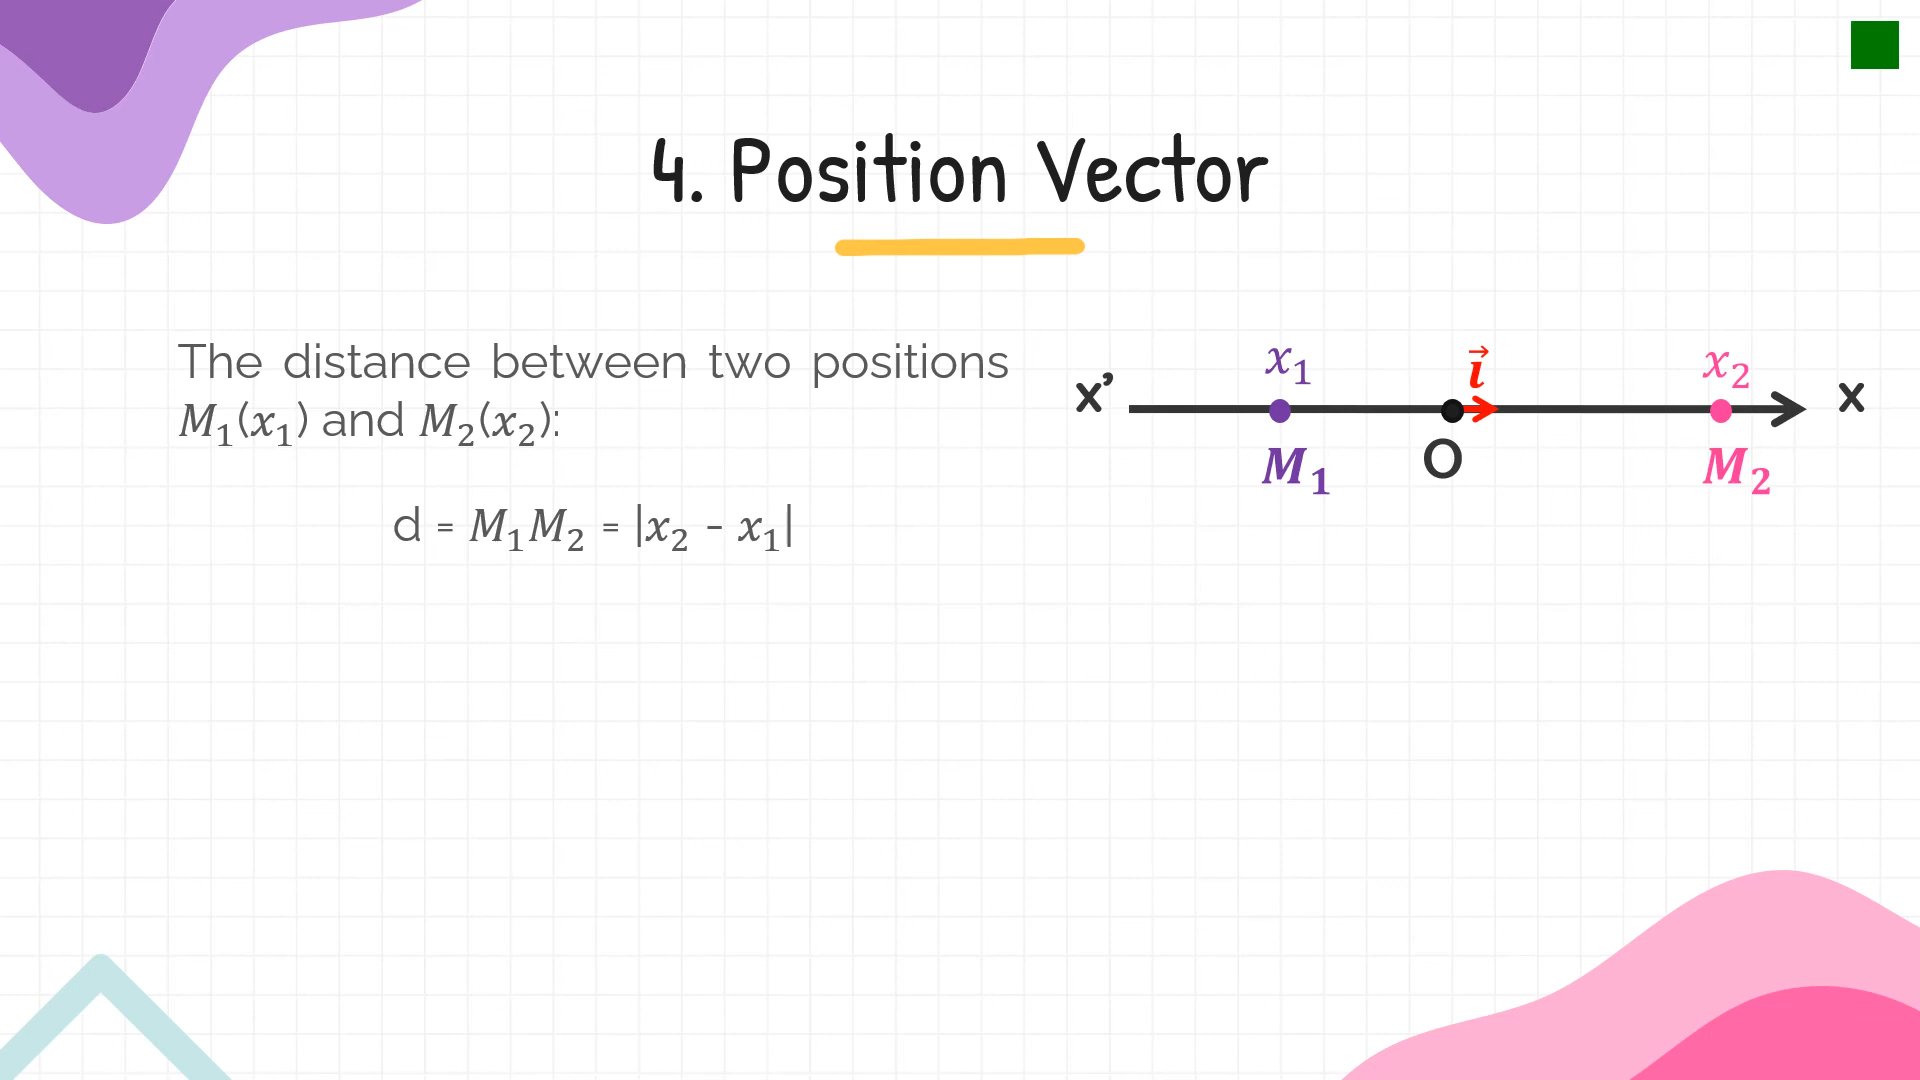 4. Position Vector
The distance between two positions
M₁(x₁) and M₂(x₂):
d = M₁M₂ = |x₂ - x₁|
x₁ i⃗ x₂
x’ x
M₁ O M₂